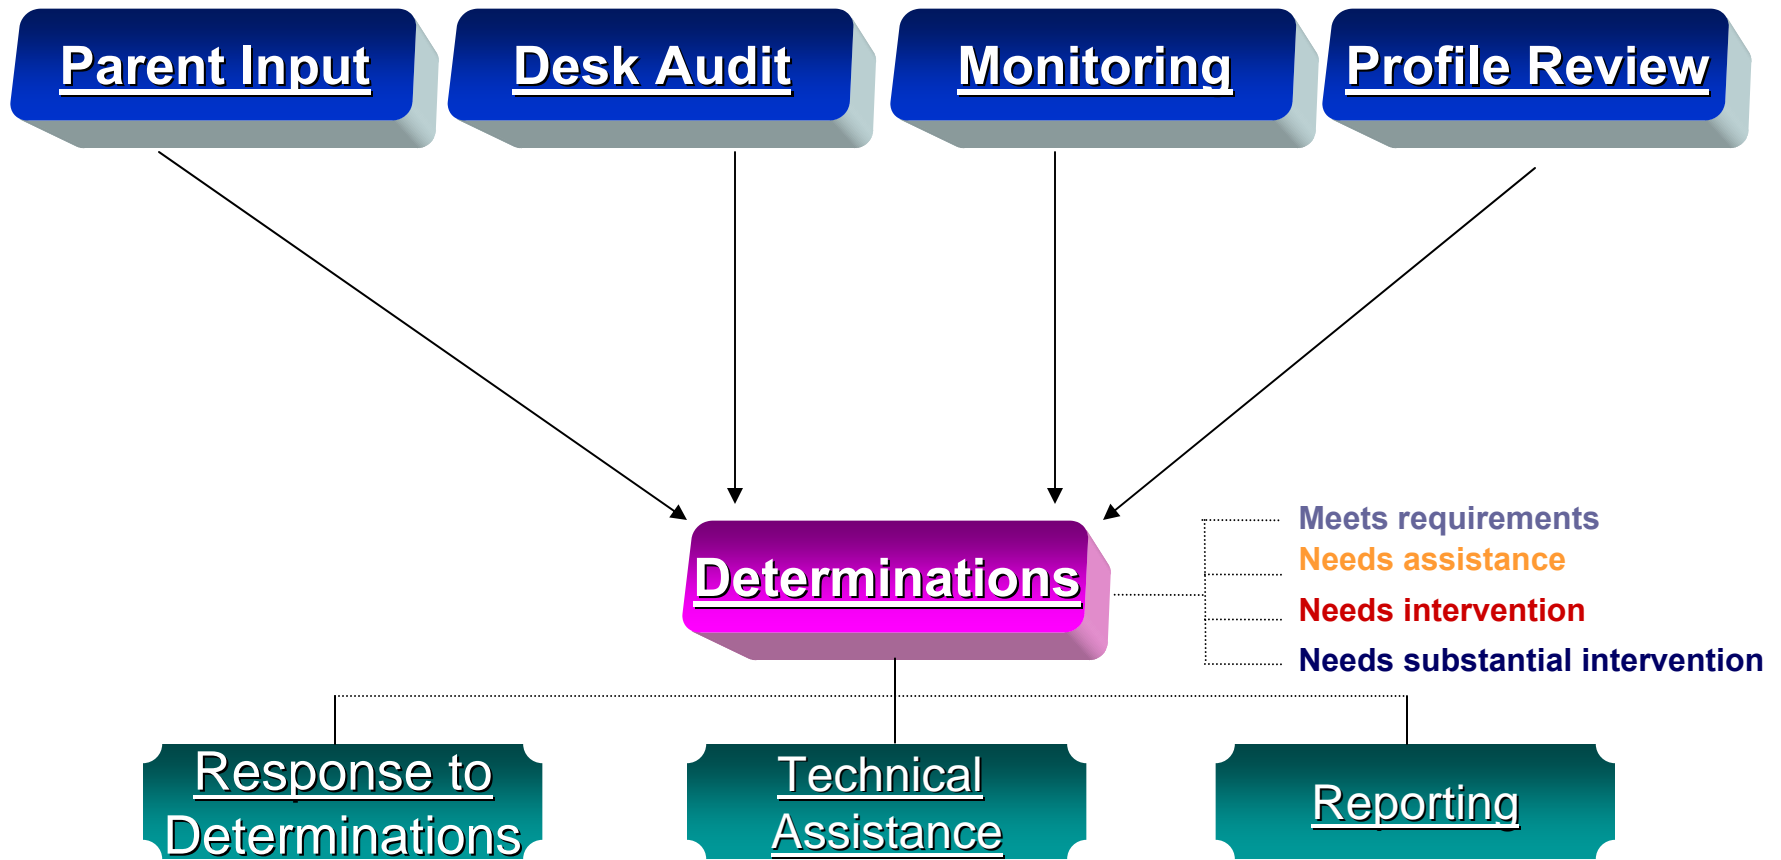 Parent Input
Desk Audit
Monitoring
Profile Review
Determinations
Meets requirements
Needs assistance
Needs intervention
Needs substantial intervention
Response to
Determinations
Technical
Assistance
Reporting